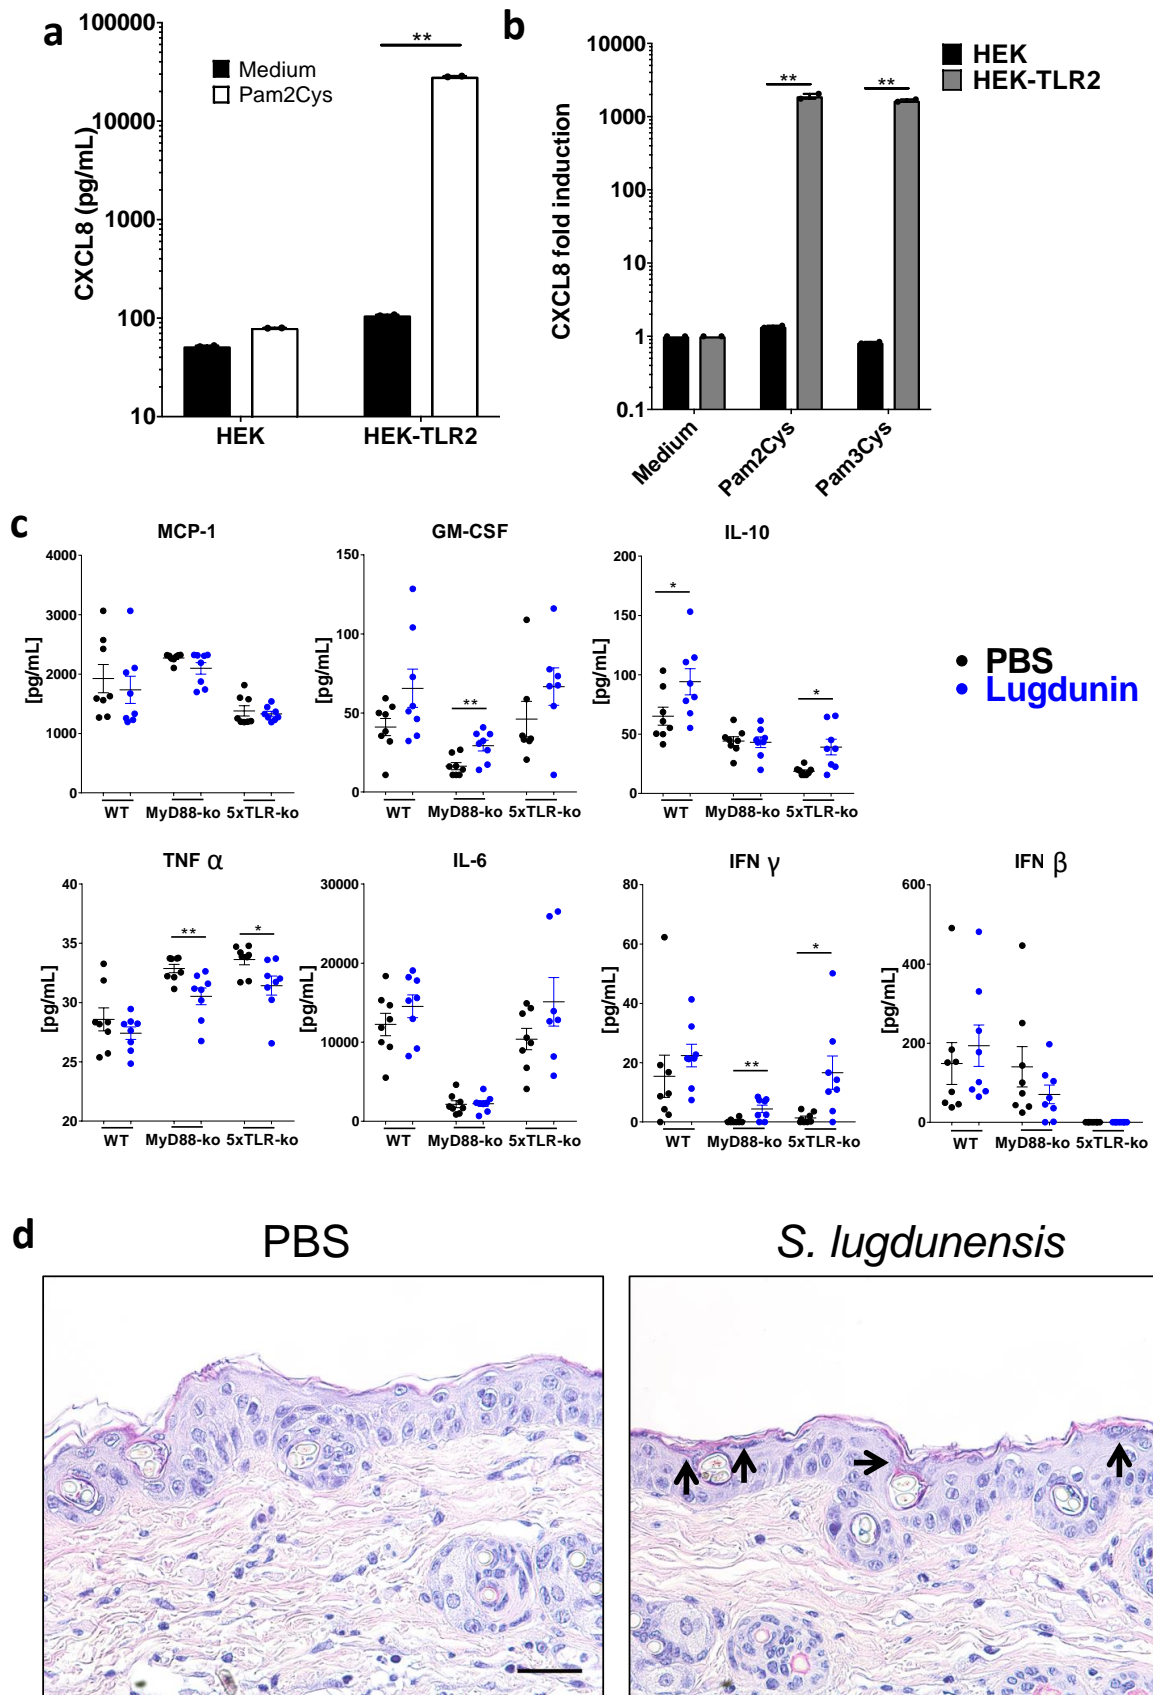 a
100000
10000
1000
100
10
CXCL8 (pg/mL)
Medium
Pam2Cys
**
HEK
HEK-TLR2
b
10000
1000
100
10
1
0.1
CXCL8 fold induction
**
**
HEK
HEK-TLR2
Medium
Pam2Cys
Pam3Cys
c
MCP-1
4000
3000
2000
1000
0
[pg/mL]
WT
MyD88-ko
5xTLR-ko
GM-CSF
150
100
50
0
[pg/mL]
**
WT
MyD88-ko
5xTLR-ko
IL-10
200
150
100
50
0
[pg/mL]
*
*
WT
MyD88-ko
5xTLR-ko
PBS
Lugdunin
TNF α
40
35
30
25
20
[pg/mL]
**
*
WT
MyD88-ko
5xTLR-ko
IL-6
30000
20000
10000
0
[pg/mL]
WT
MyD88-ko
5xTLR-ko
IFN γ
80
60
40
20
0
[pg/mL]
**
*
WT
MyD88-ko
5xTLR-ko
IFN β
600
400
200
0
[pg/mL]
WT
MyD88-ko
5xTLR-ko
d
PBS
S. lugdunensis